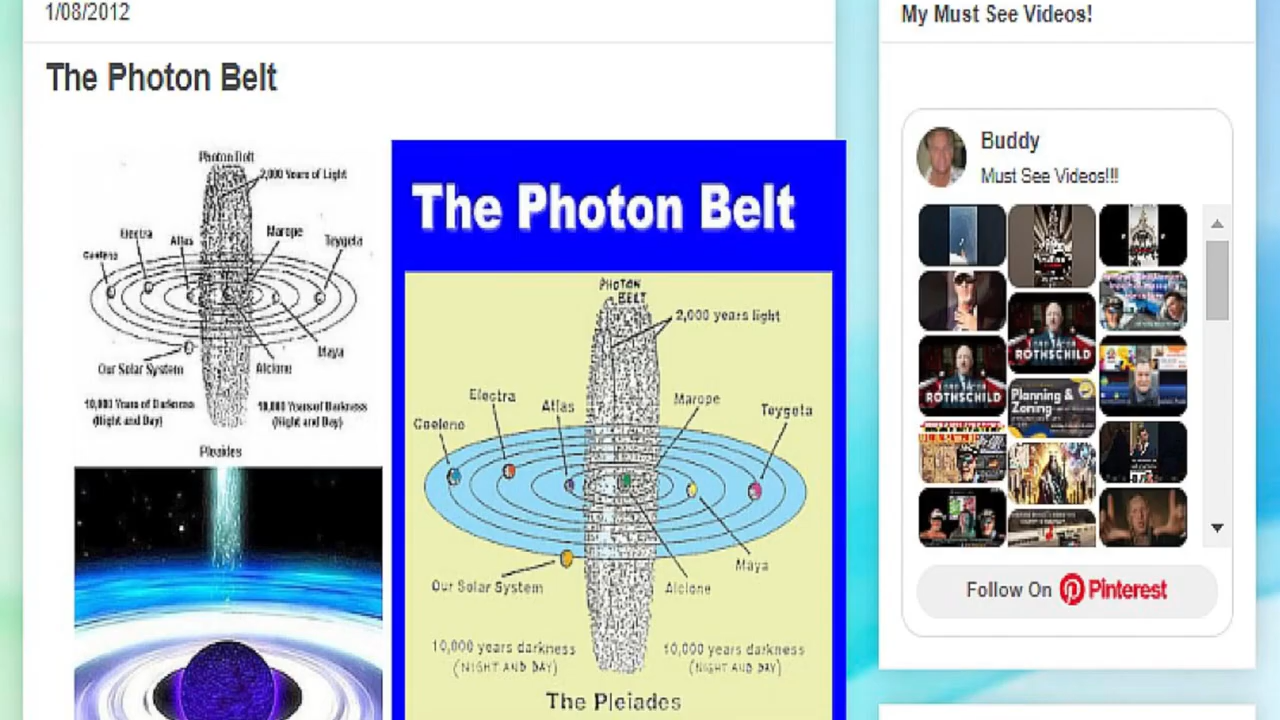 1/08/2012
The Photon Belt
Photon Belt
2,000 Years of Light
Electra
Atlas
Marope
Teygeta
Caeleno
Maya
Our Solar System
Alcione
10,000 Years of Darkness
(Night and Day)
10,000 Years of Darkness
(Night and Day)
Pleaides
The Photon Belt
PHOTON
BELT
2,000 years light
Electra
Atlas
Marope
Teygeta
Coeleno
Maya
Our Solar System
Alcione
10,000 years darkness
(NIGHT AND DAY)
10,000 years darkness
(NIGHT AND DAY)
The Pleiades
My Must See Videos!
Buddy
Must See Videos!!!
ROTHSCHILD
ROTHSCHILD
Planning &
Zoning
Follow On Pinterest